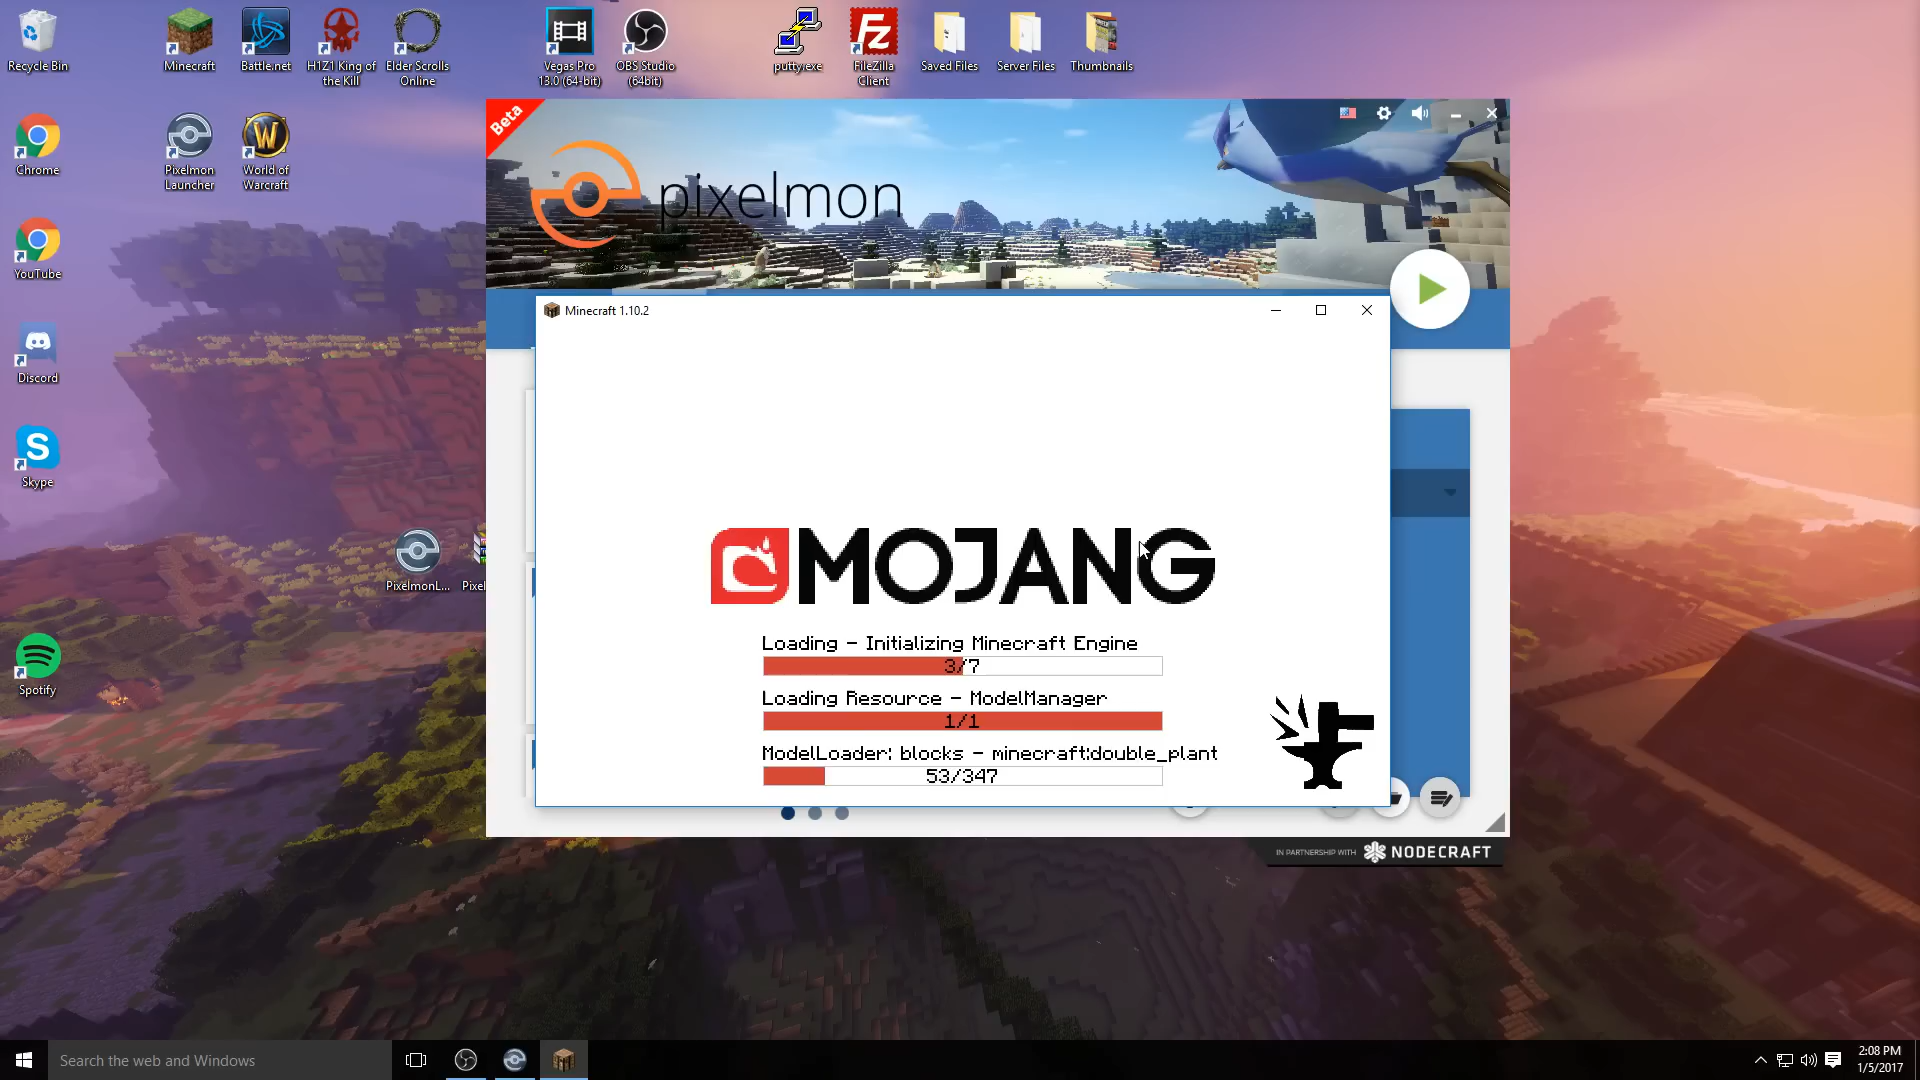 Recycle Bin
Minecraft
Battle.net
H1Z1 King of
the Kill
Elder Scrolls
Online
Vegas Pro
13.0 (64-bit)
OBS Studio
(64bit)
putty.exe
FileZilla
Client
Saved Files
Server Files
Thumbnails
Beta
pixelmon
Chrome
Pixelmon
Launcher
World of
Warcraft
YouTube
Minecraft 1.10.2
Discord
Skype
MOJANG
PixelmonL...
Pixel
Loading - Initializing Minecraft Engine
3/7
Spotify
Loading Resource - ModelManager
1/1
ModelLoader: blocks - minecraft:double_plant
53/347
IN PARTNERSHIP WITH NODECRAFT
Search the web and Windows
2:08 PM
1/5/2017